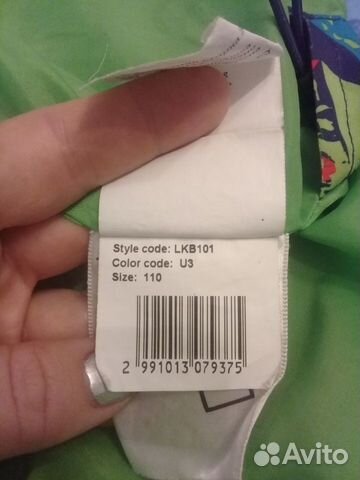 Style code: LKB101
Color code: U3
Size: 110
2 991013 079375
Avito